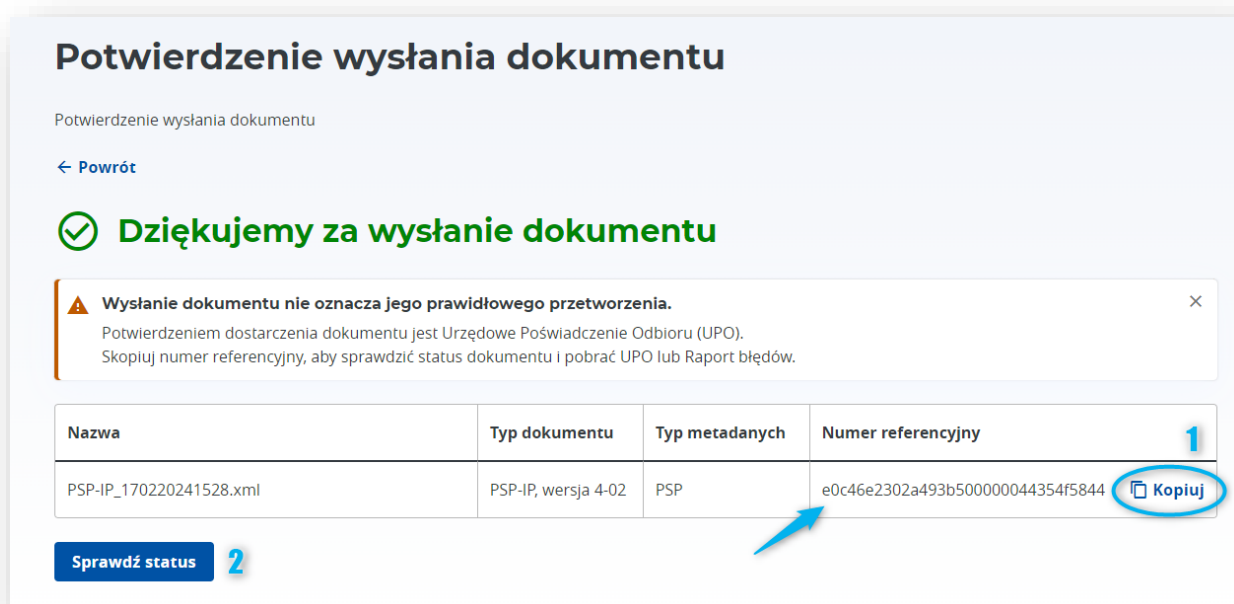 Potwierdzenie wysłania dokumentu
Potwierdzenie wysłania dokumentu
← Powrót
Dziękujemy za wysłanie dokumentu
Wysłanie dokumentu nie oznacza jego prawidłowego przetworzenia.
Potwierdzeniem dostarczenia dokumentu jest Urzędowe Poświadczenie Odbioru (UPO).
Skopiuj numer referencyjny, aby sprawdzić status dokumentu i pobrać UPO lub Raport błędów.
Nazwa Typ dokumentu Typ metadanych Numer referencyjny 1
PSP-IP_170220241528.xml PSP-IP, wersja 4-02 PSP e0c46e2302a493b500000044354f5844 Kopiuj
Sprawdź status 2